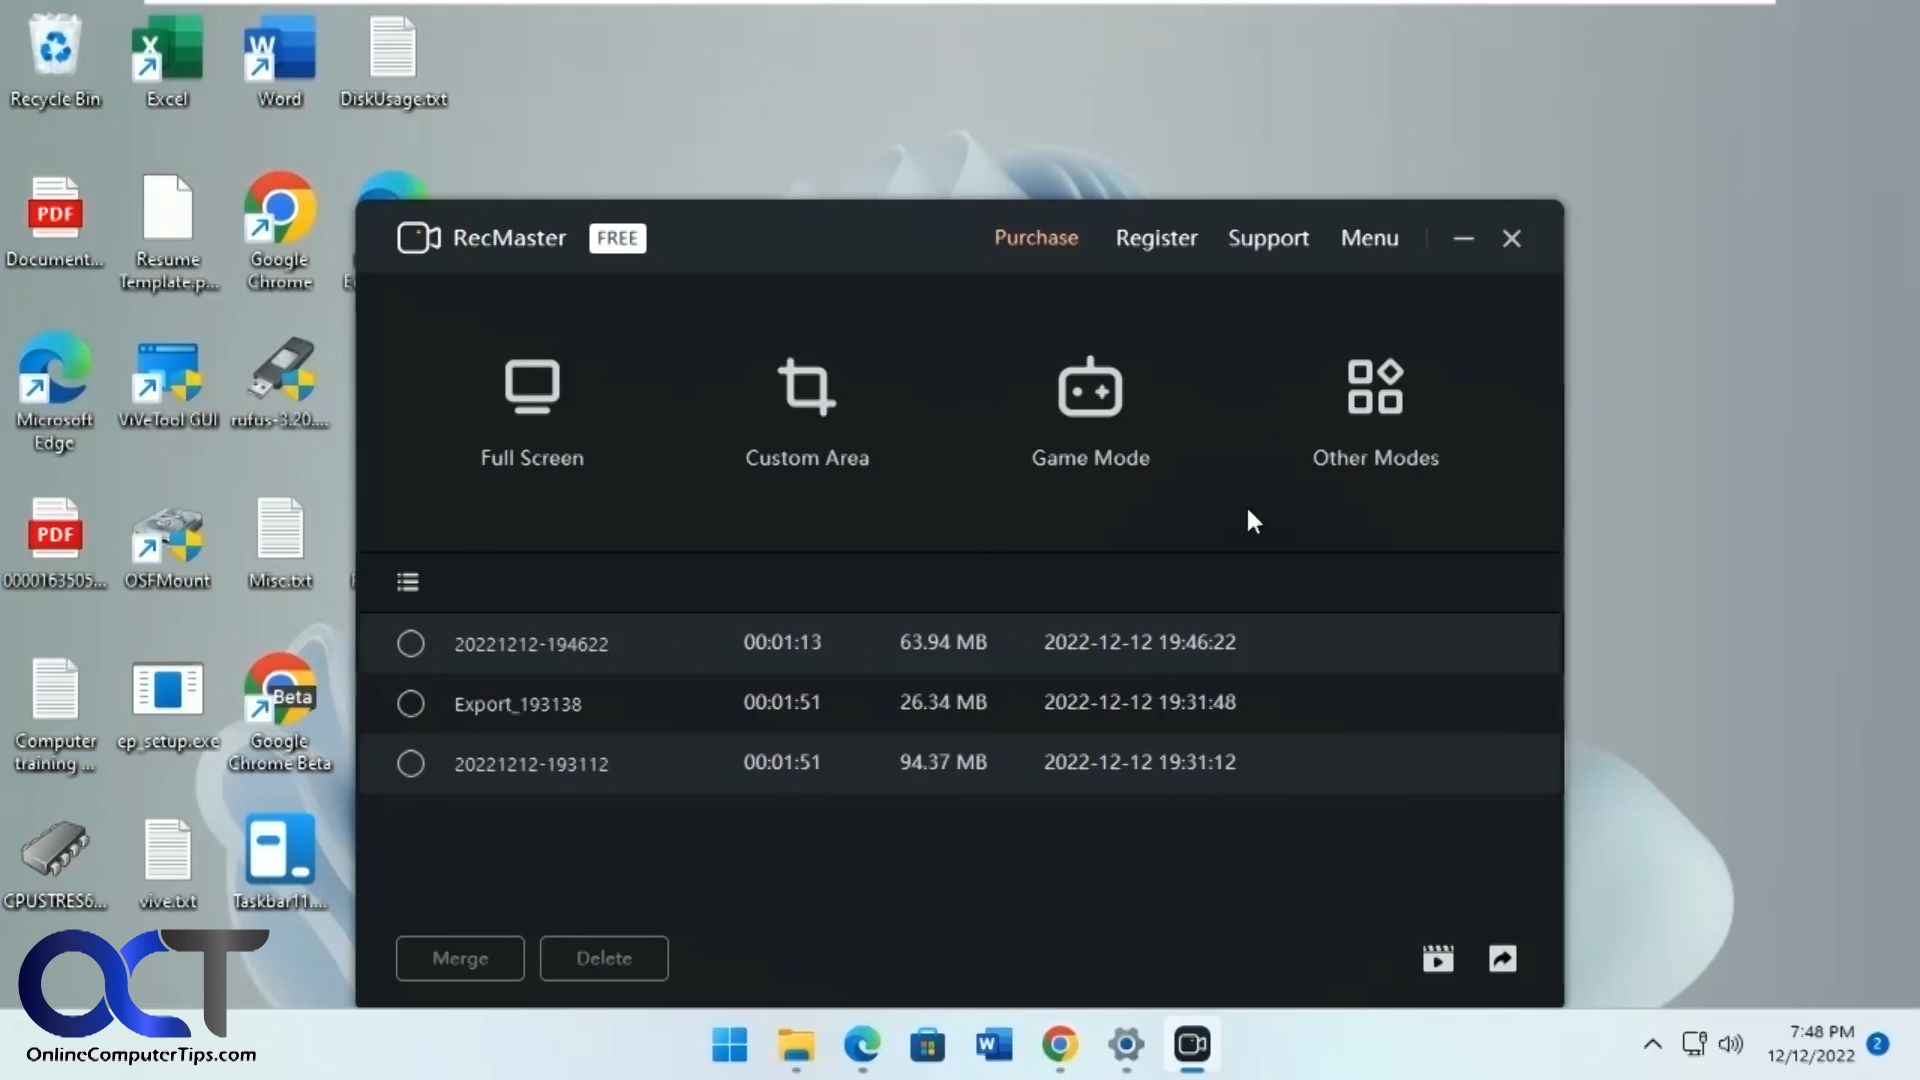 Recycle Bin
Excel
Word
DiskUsage.txt
PDF
Document...
Resume
Template.p...
Google
Chrome
RecMaster
FREE
Purchase
Register
Support
Menu
Full Screen
Custom Area
Game Mode
Other Modes
Microsoft
Edge
ViVeTool GUI
rufus-3.20....
PDF
0000163505...
OSFMount
Misc.txt
20221212-194622 00:01:13 63.94 MB 2022-12-12 19:46:22
Export_193138 00:01:51 26.34 MB 2022-12-12 19:31:48
20221212-193112 00:01:51 94.37 MB 2022-12-12 19:31:12
Computer
training ...
ep_setup.exe
Beta
Google
Chrome Beta
CPUSTRES6...
vive.txt
Taskbar11....
Merge
Delete
OCT
OnlineComputerTips.com
7:48 PM
12/12/2022
2